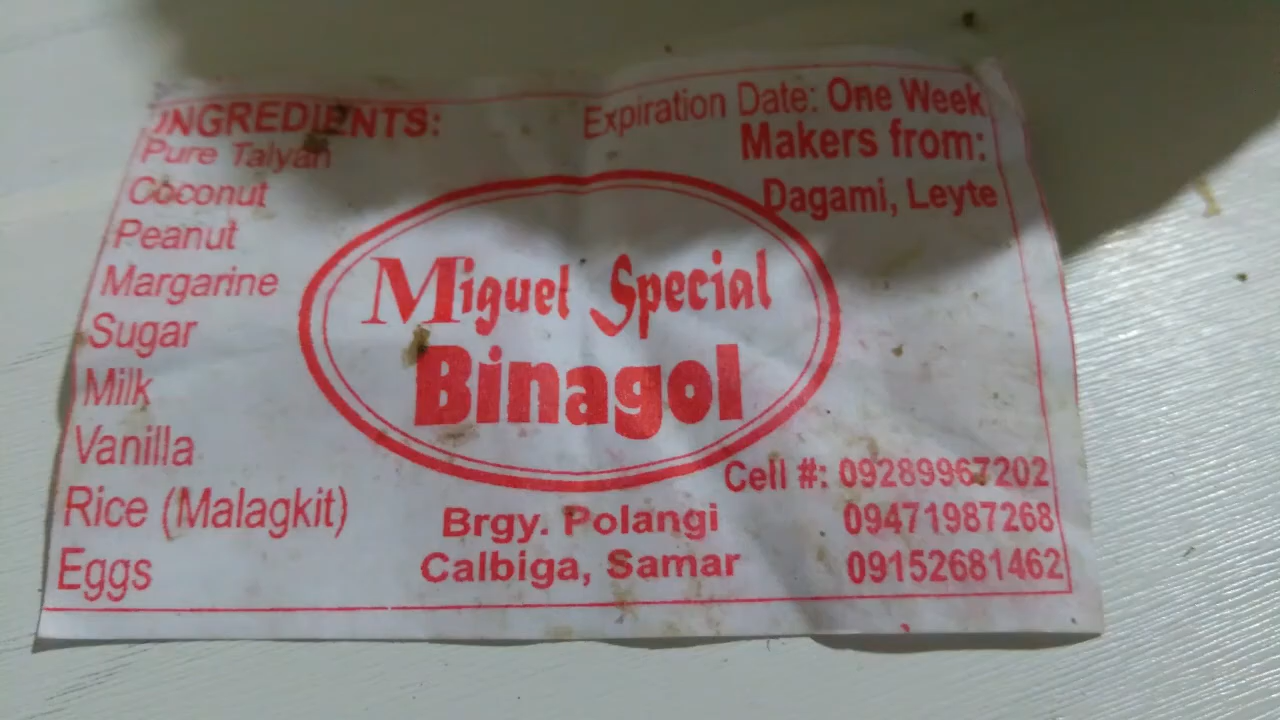 INGREDIENTS:
Pure Talyan
Coconut
Peanut
Margarine
Sugar
Milk
Vanilla
Rice (Malagkit)
Eggs
Expiration Date: One Week
Makers from:
Dagami, Leyte
Miguel Special
Binagol
Brgy. Polangi
Calbiga, Samar
Cell #: 09289967202
09471987268
09152681462